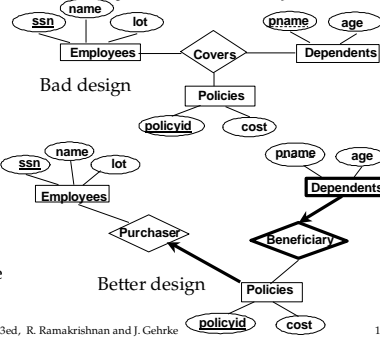 name
ssn
lot
pname
age
Employees
Covers
Dependents
Bad design
Policies
policyid
cost
name
ssn
lot
pname
age
Employees
Dependents
Purchaser
Beneficiary
Better design
Policies
policyid
cost
3ed, R. Ramakrishnan and J. Gehrke
1